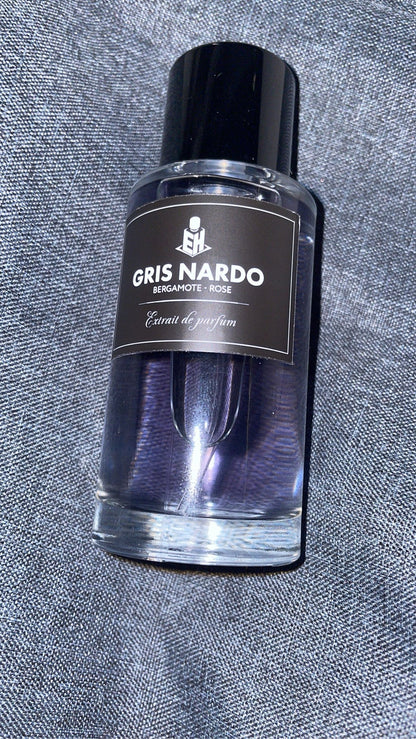 EH
GRIS NARDO
BERGAMOTE · ROSE
Extrait de parfum